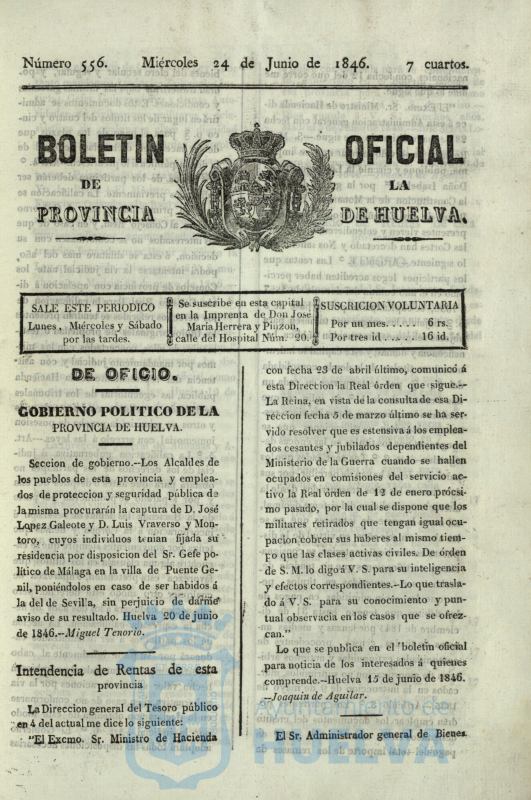 Número 556. Miércoles 24 de Junio de 1846. 7 cuartos.
BOLETIN OFICIAL
DE LA
PROVINCIA DE HUELVA.
SALE ESTE PERIODICO
Lunes, Miércoles y Sábado
por las tardes.
Se suscribe en esta capital
en la Imprenta de Don José
María Herrera y Pinzon,
calle del Hospital Núm. 20.
SUSCRICION VOLUNTARIA
Por un mes. . . . . 6 rs.
Por tres id . . . . . 16 id.
DE OFICIO.
GOBIERNO POLITICO DE LA
PROVINCIA DE HUELVA.
Seccion de gobierno.--Los Alcaldes de
los pueblos de esta provincia y emplea-
dos de proteccion y seguridad pública de
la misma procurarán la captura de D. José
Lopez Galeote y D. Luis Vraverso y Mon-
toro, cuyos individuos tenian fijada su
residencia por disposicion del Sr. Gefe po-
lítico de Málaga en la villa de Puente Ge-
nil, poniéndolos en caso de ser habidos á
la del de Sevilla, sin perjuicio de darme
aviso de su resultado. Huelva 20 de junio
de 1846.--Miguel Tenorio.
Intendencia de Rentas de esta
provincia
La Direccion general del Tesoro público
en 4 del actual me dice lo siguiente:
"El Excmo. Sr. Ministro de Hacienda
con fecha 23 de abril último, comunicó á
esta Direccion la Real órden que sigue.--
La Reina, en vista de la consulta de esa Di-
reccion fecha 5 de marzo último se ha ser-
vido resolver que es estensiva á los emplea-
dos cesantes y jubilados dependientes del
Ministerio de la Guerra cuando se hallen
ocupados en comisiones del servicio ac-
tivo la Real órden de 12 de enero prócsi-
mo pasado, por la cual se dispone que los
militares retirados que tengan igual ocu-
pacion cobren sus haberes al mismo tiem-
po que las clases activas civiles. De órden
de S. M. lo digo á V. S. para su inteligencia
y efectos correspondientes.--Lo que trasla-
do á V. S. para su conocimiento y pun-
tual observacia en los casos que se ofrez-
can."
Lo que se publica en el boletin oficial
para noticia de los interesados á quienes
comprende.--Huelva 15 de junio de 1846.
--Joaquin de Aguilar.
El Sr. Administrador general de Bienes
Ayuntamiento de
HUELVA